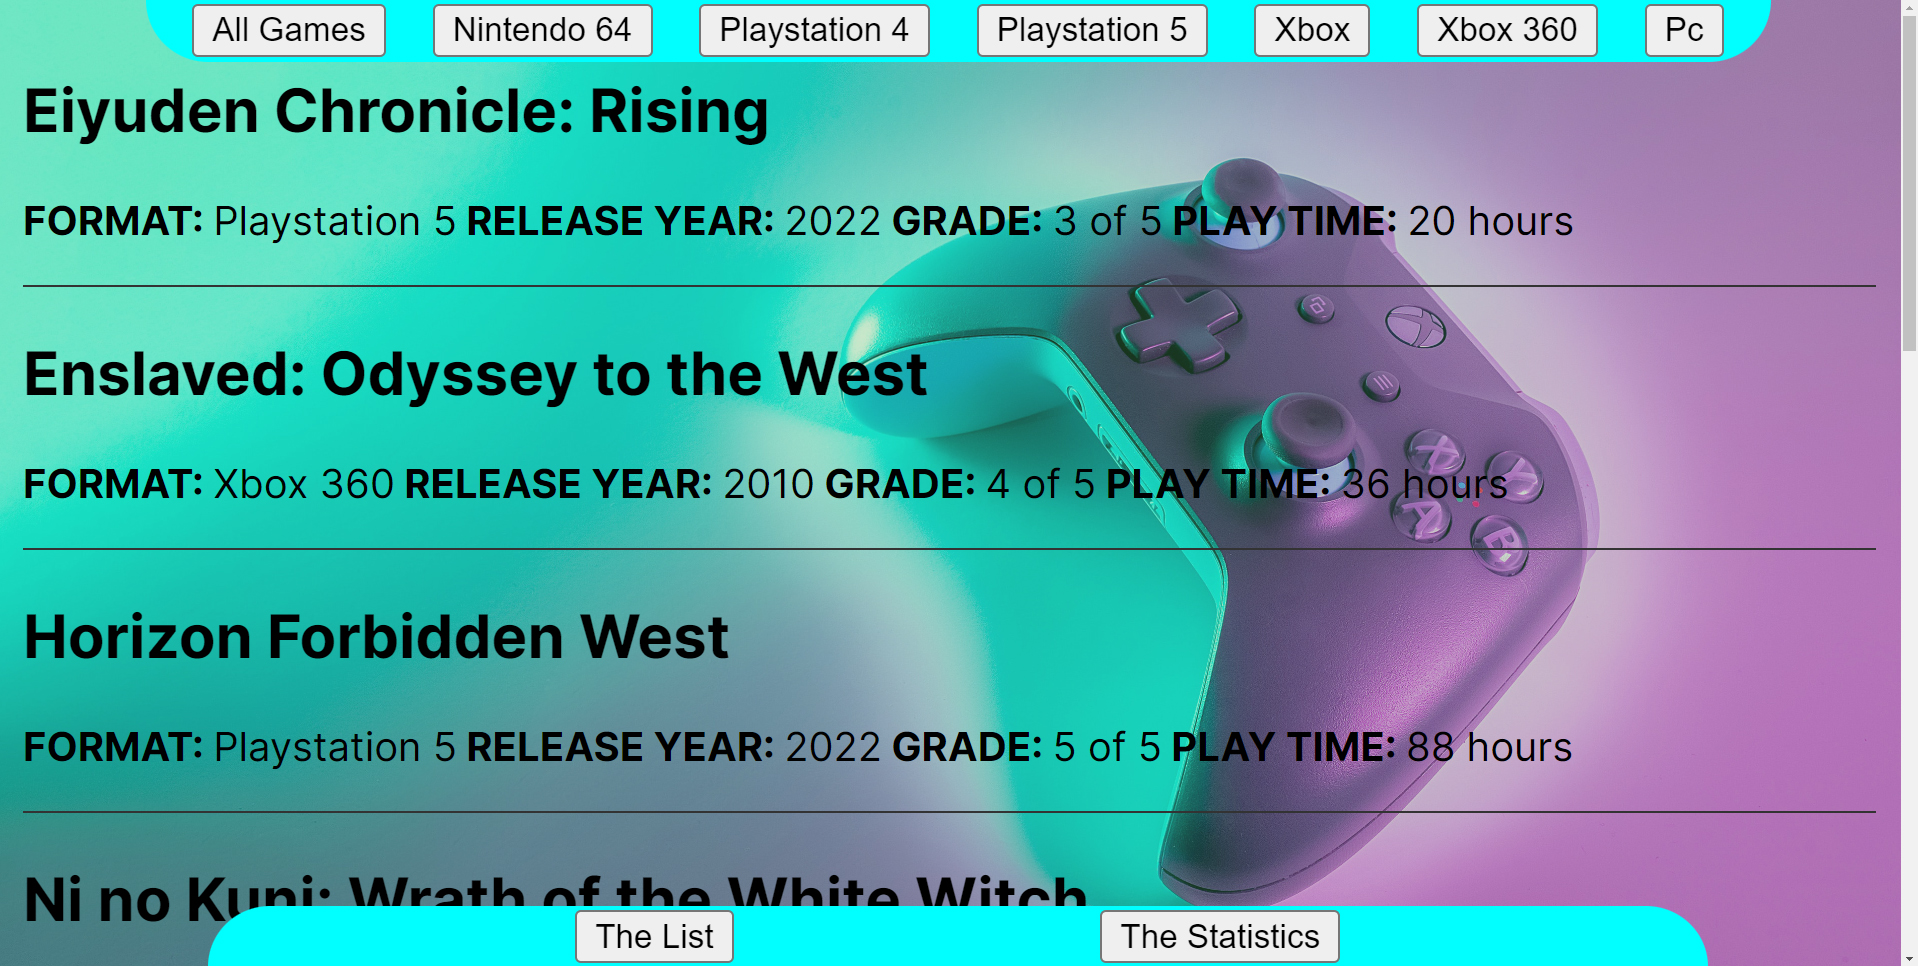 All Games Nintendo 64 Playstation 4 Playstation 5 Xbox Xbox 360 Pc
Eiyuden Chronicle: Rising
FORMAT: Playstation 5 RELEASE YEAR: 2022 GRADE: 3 of 5 PLAY TIME: 20 hours
Enslaved: Odyssey to the West
FORMAT: Xbox 360 RELEASE YEAR: 2010 GRADE: 4 of 5 PLAY TIME: 36 hours
X Y
A B
Horizon Forbidden West
FORMAT: Playstation 5 RELEASE YEAR: 2022 GRADE: 5 of 5 PLAY TIME: 88 hours
Ni no Kuni: Wrath of the White Witch
The List The Statistics